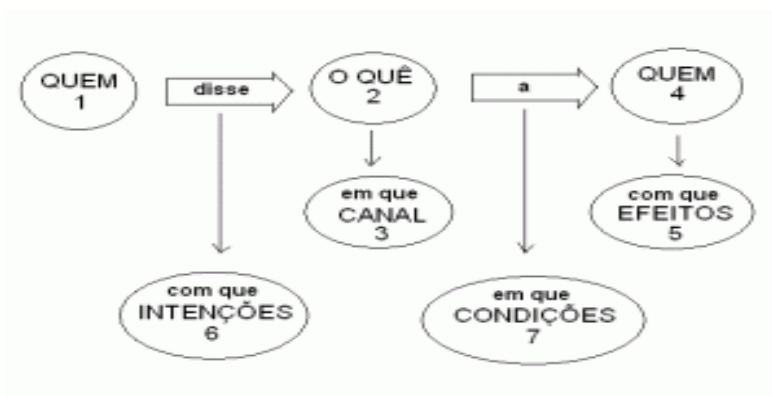 QUEM
1
disse
O QUÊ
2
a
QUEM
4
em que
CANAL
3
com que
EFEITOS
5
com que
INTENÇÕES
6
em que
CONDIÇÕES
7